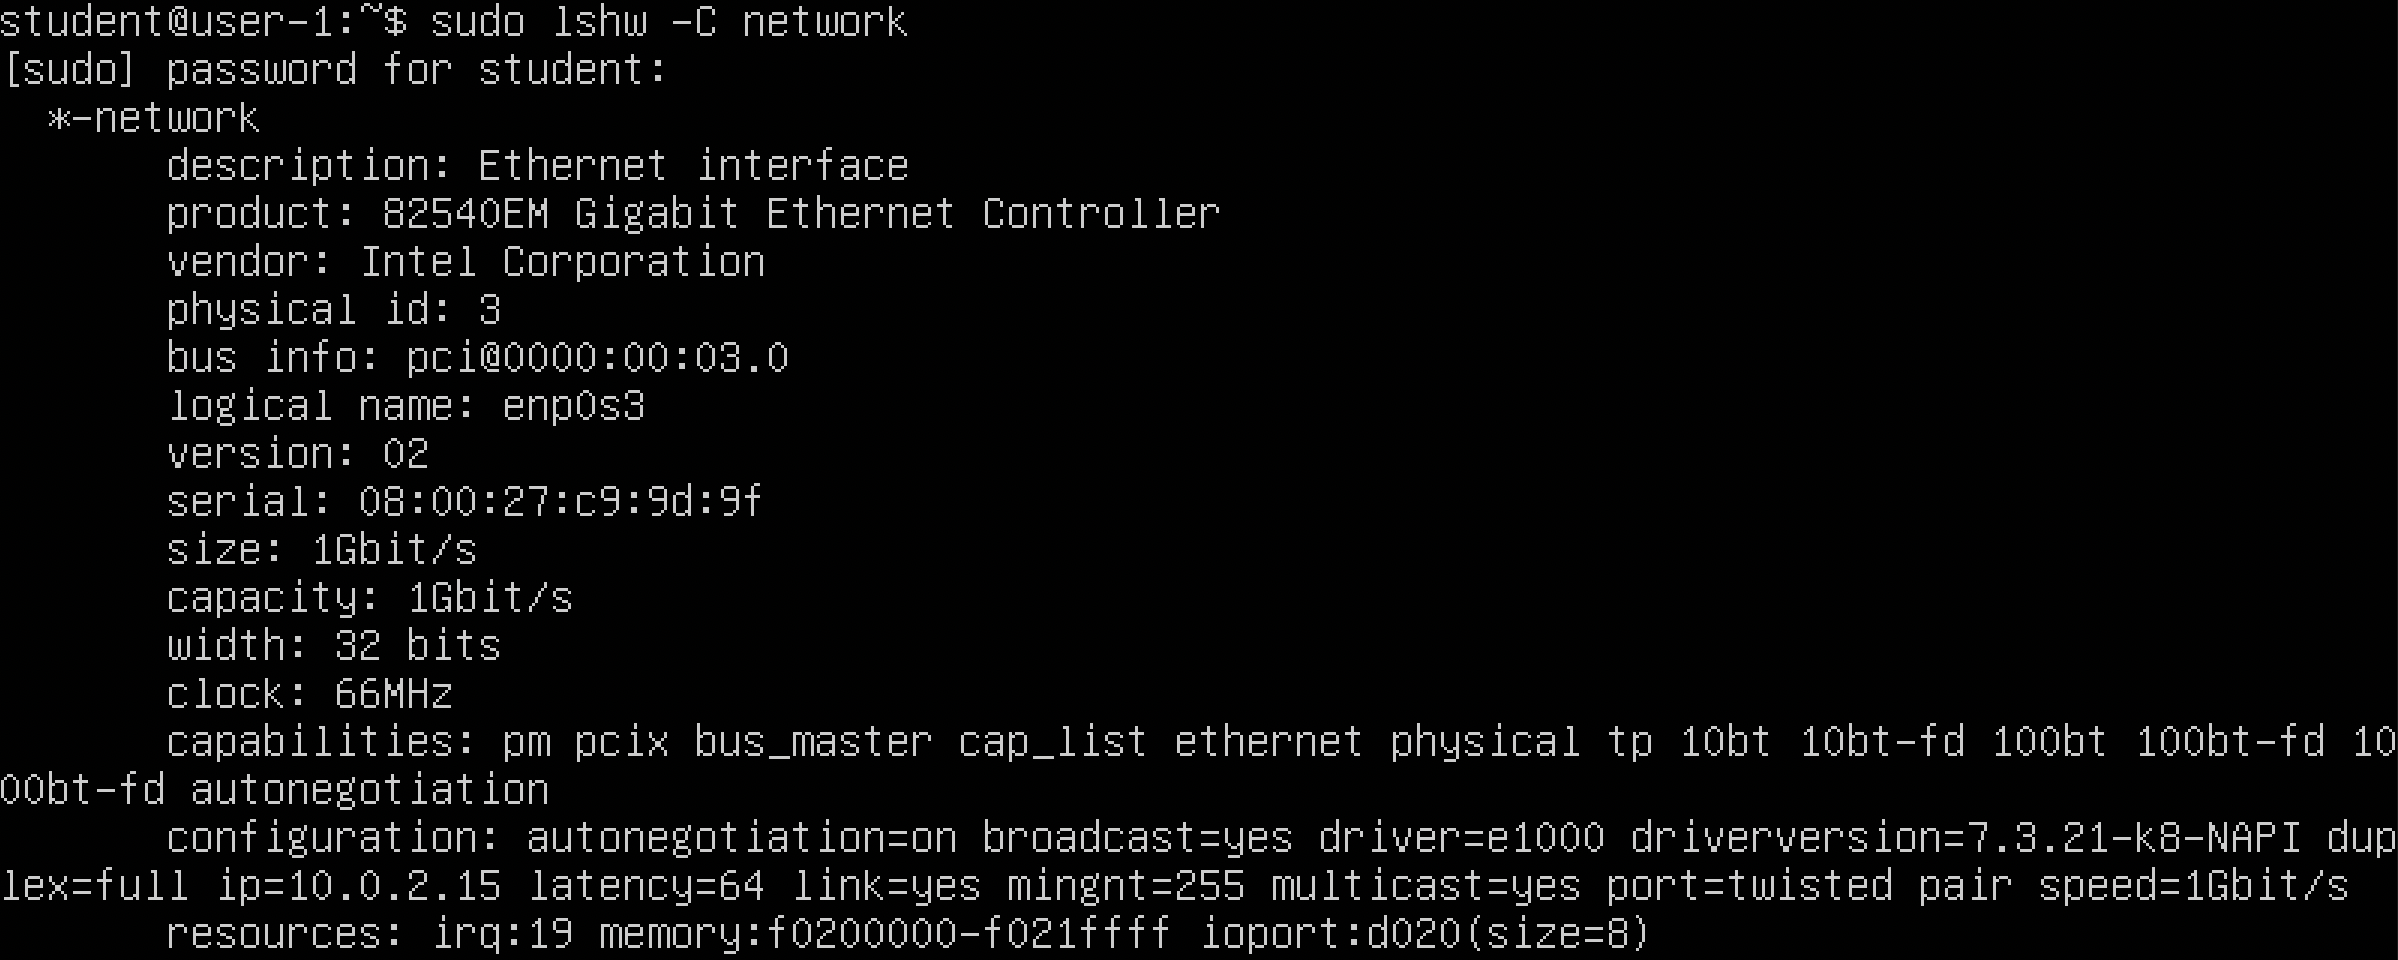 student@user-1:~$ sudo lshw -C network
[sudo] password for student:
  *-network
       description: Ethernet interface
       product: 82540EM Gigabit Ethernet Controller
       vendor: Intel Corporation
       physical id: 3
       bus info: pci@0000:00:03.0
       logical name: enp0s3
       version: 02
       serial: 08:00:27:c9:9d:9f
       size: 1Gbit/s
       capacity: 1Gbit/s
       width: 32 bits
       clock: 66MHz
       capabilities: pm pcix bus_master cap_list ethernet physical tp 10bt 10bt-fd 100bt 100bt-fd 10
00bt-fd autonegotiation
       configuration: autonegotiation=on broadcast=yes driver=e1000 driverversion=7.3.21-k8-NAPI dup
lex=full ip=10.0.2.15 latency=64 link=yes mingnt=255 multicast=yes port=twisted pair speed=1Gbit/s
       resources: irq:19 memory:f0200000-f021ffff ioport:d020(size=8)